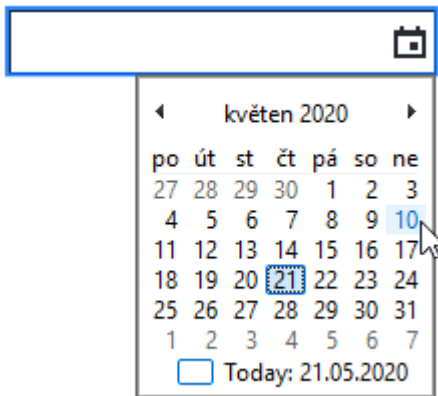 květen 2020
po út st čt pá so ne
27 28 29 30 1 2 3
4 5 6 7 8 9 10
11 12 13 14 15 16 17
18 19 20 21 22 23 24
25 26 27 28 29 30 31
1 2 3 4 5 6 7
Today: 21.05.2020